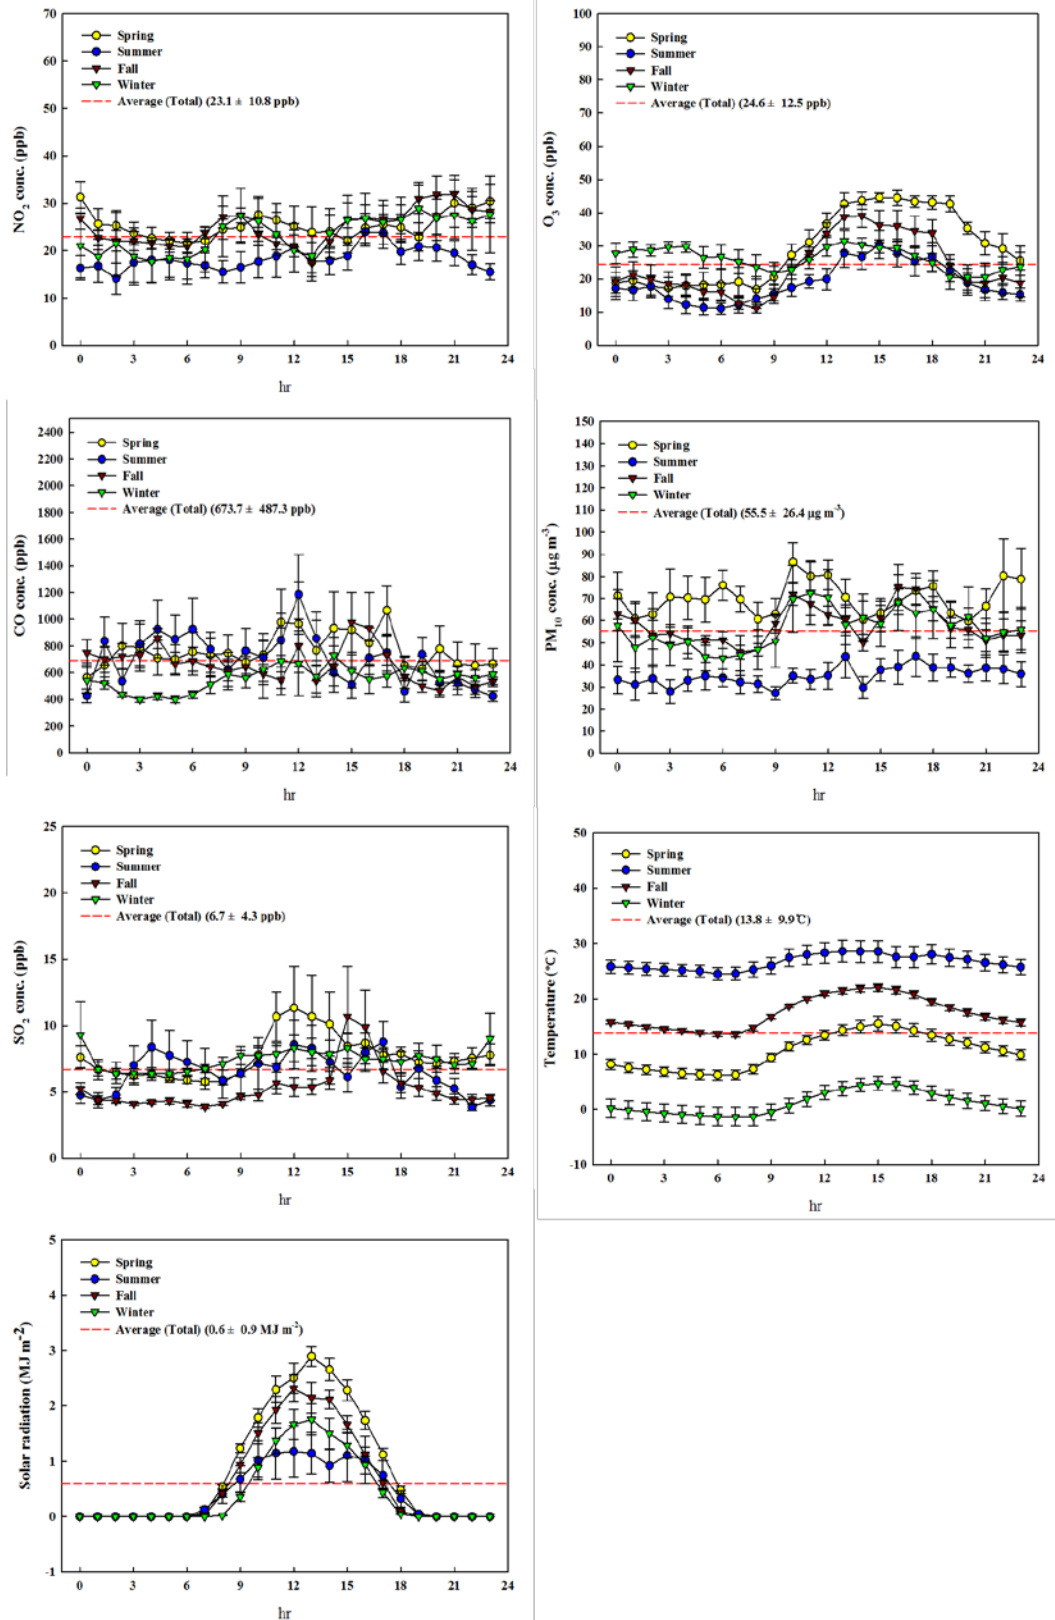 70
60
50
40
30
20
10
0
NO2 conc. (ppb)
Spring
Summer
Fall
Winter
Average (Total) (23.1 ± 10.8 ppb)
0 3 6 9 12 15 18 21 24
hr
100
90
80
70
60
50
40
30
20
10
0
O3 conc. (ppb)
Spring
Summer
Fall
Winter
Average (Total) (24.6 ± 12.5 ppb)
0 3 6 9 12 15 18 21 24
hr
2400
2200
2000
1800
1600
1400
1200
1000
800
600
400
200
0
CO conc. (ppb)
Spring
Summer
Fall
Winter
Average (Total) (673.7 ± 487.3 ppb)
0 3 6 9 12 15 18 21 24
hr
150
140
130
120
110
100
90
80
70
60
50
40
30
20
10
0
PM10 conc. (µg m-3)
Spring
Summer
Fall
Winter
Average (Total) (55.5 ± 26.4 µg m-3)
0 3 6 9 12 15 18 21 24
hr
25
20
15
10
5
0
SO2 conc. (ppb)
Spring
Summer
Fall
Winter
Average (Total) (6.7 ± 4.3 ppb)
0 3 6 9 12 15 18 21 24
hr
50
40
30
20
10
0
-10
Temperature (°C)
Spring
Summer
Fall
Winter
Average (Total) (13.8 ± 9.9℃)
0 3 6 9 12 15 18 21 24
hr
5
4
3
2
1
0
-1
Solar radiation (MJ m-2)
Spring
Summer
Fall
Winter
Average (Total) (0.6 ± 0.9 MJ m-2)
0 3 6 9 12 15 18 21 24
hr